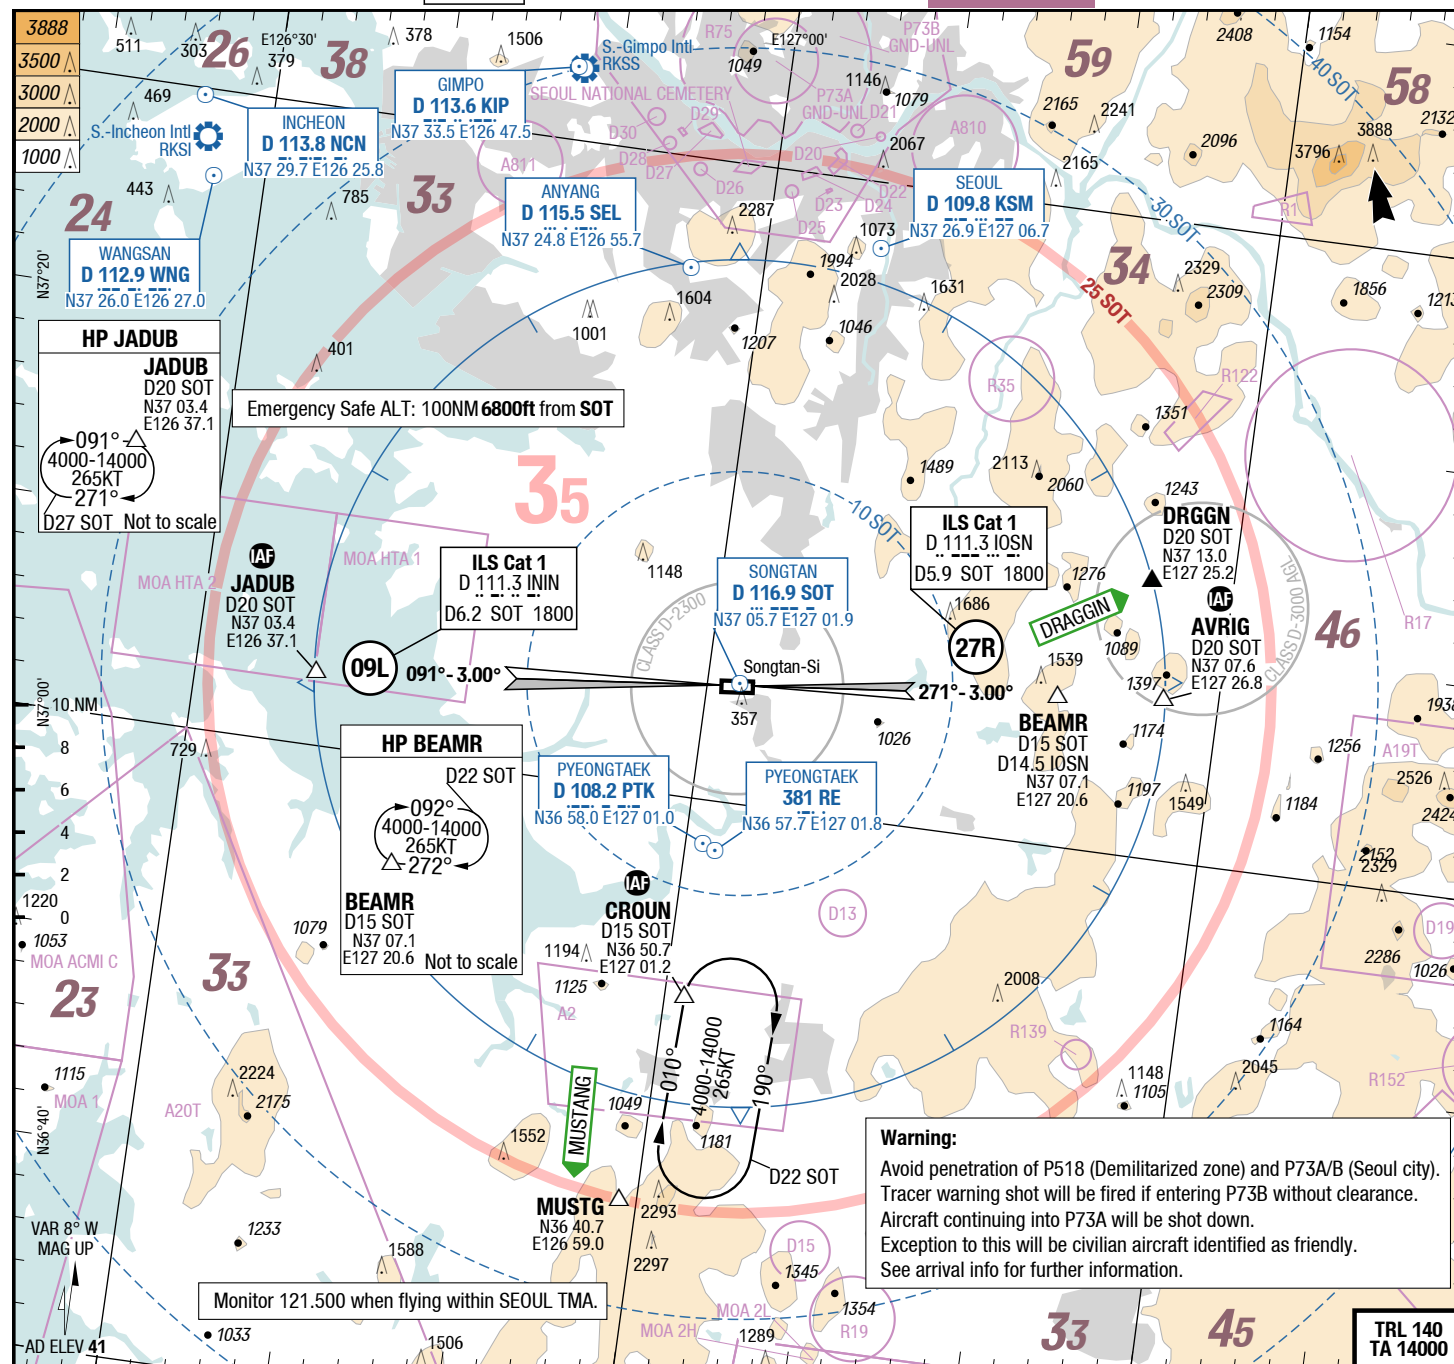 3888
3500
3000
2000
1000
511
303
26
E126°30'
379
38
378
1506
S.-Gimpo Intl
RKSS
R75
1049
E127°00'
P73B
GND-UNL
59
2408
1154
40 SOT
58
469
S.-Incheon Intl
RKSI
INCHEON
D 113.8 NCN
N37 29.7 E126 25.8
GIMPO
D 113.6 KIP
N37 33.5 E126 47.5
SEOUL NATIONAL CEMETERY
1146
1079
P73A
GND-UNL
D21
D29
D30
D28
D27
D26
D20
D22
D23
D24
D25
A810
A811
2067
2165
2241
2165
2096
3888
3796
2132
R1
443
24
785
33
ANYANG
D 115.5 SEL
N37 24.8 E126 55.7
2287
1073
SEOUL
D 109.8 KSM
N37 26.9 E127 06.7
30 SOT
34
WANGSAN
D 112.9 WNG
N37 26.0 E126 27.0
N37°20'
1994
2028
1631
25 SOT
2329
2309
1856
1213
1604
1001
1207
1046
HP JADUB
JADUB
D20 SOT
N37 03.4
E126 37.1
091°
4000-14000
265KT
271°
D27 SOT Not to scale
401
Emergency Safe ALT: 100NM 6800ft from SOT
R35
R122
1351
35
1489
2113
2060
1243
10 SOT
MOA HTA 1
MOA HTA 2
IAF
JADUB
D20 SOT
N37 03.4
E126 37.1
ILS Cat 1
D 111.3 ININ
D6.2 SOT 1800
1148
CLASS D-2300
SONGTAN
D 116.9 SOT
N37 05.7 E127 01.9
ILS Cat 1
D 111.3 IOSN
D5.9 SOT 1800
1276
1686
DRAGGIN
DRGGN
D20 SOT
N37 13.0
E127 25.2
IAF
AVRIG
D20 SOT
N37 07.6
E127 26.8
CLASS D-3000 AGL
46
R17
1089
09L
091°- 3.00°
Songtan-Si
357
27R
271°- 3.00°
1539
1397
BEAMR
D15 SOT
D14.5 IOSN
N37 07.1
E127 20.6
1174
1026
1197
1549
1938
1256
A19T
2526
2424
1184
2152
2329
N37°00'
10 NM
8
6
4
2
0
729
HP BEAMR
D22 SOT
092°
4000-14000
265KT
272°
BEAMR
D15 SOT
N37 07.1
E127 20.6 Not to scale
PYEONGTAEK
D 108.2 PTK
N36 58.0 E127 01.0
PYEONGTAEK
381 RE
N36 57.7 E127 01.8
1220
1053
MOA ACMI C
23
33
1079
IAF
CROUN
D15 SOT
N36 50.7
E127 01.2
1194
1125
A2
D13
2008
R139
D19
2286
1026
1164
2045
R152
1148
1105
1115
MOA 1
N36°40'
2224
2175
A20T
1552
MUSTANG
1049
1181
010°
4000-14000
265KT
190°
D22 SOT
MUSTG
N36 40.7
E126 59.0
2293
2297
Warning:
Avoid penetration of P518 (Demilitarized zone) and P73A/B (Seoul city).
Tracer warning shot will be fired if entering P73B without clearance.
Aircraft continuing into P73A will be shot down.
Exception to this will be civilian aircraft identified as friendly.
See arrival info for further information.
VAR 8° W
MAG UP
1233
1588
D15
1345
1354
R19
MOA 2L
MOA 2H
1289
Monitor 121.500 when flying within SEOUL TMA.
AD ELEV 41
1033
1506
33
45
TRL 140
TA 14000